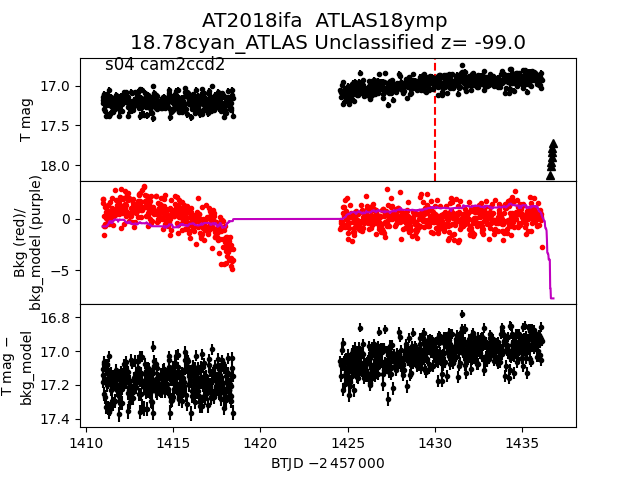 AT2018ifa  ATLAS18ymp
18.78cyan_ATLAS Unclassified z= -99.0
s04 cam2ccd2
T mag
17.0
17.5
18.0
Bkg (red)/
bkg_model (purple)
0
−5
T mag −
bkg_model
16.8
17.0
17.2
17.4
1410 1415 1420 1425 1430 1435
BTJD −2 457 000